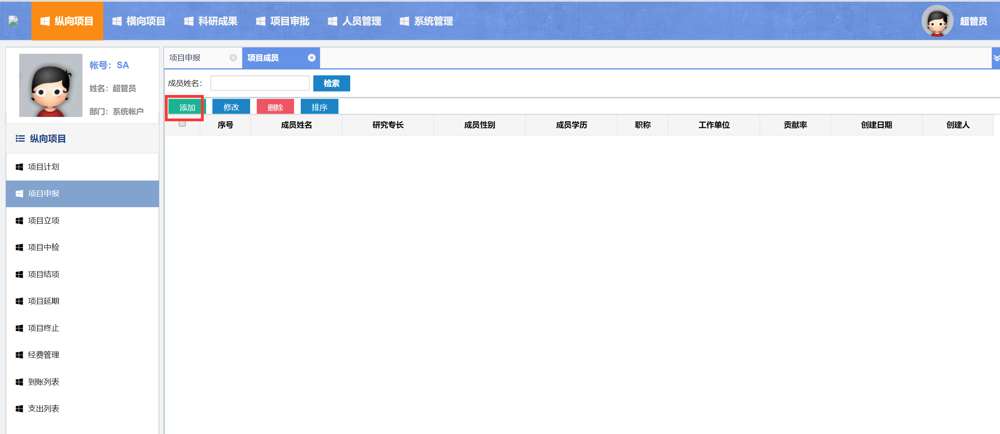 纵向项目 横向项目 科研成果 项目审批 人员管理 系统管理 超管员
帐号：SA
姓名：超管员
部门：系统帐户
纵向项目
项目计划
项目申报
项目立项
项目中检
项目结项
项目延期
项目终止
经费管理
到账列表
支出列表
项目申报 项目成员
成员姓名： 检索
添加 修改 删除 排序
序号 成员姓名 研究专长 成员性别 成员学历 职称 工作单位 贡献率 创建日期 创建人